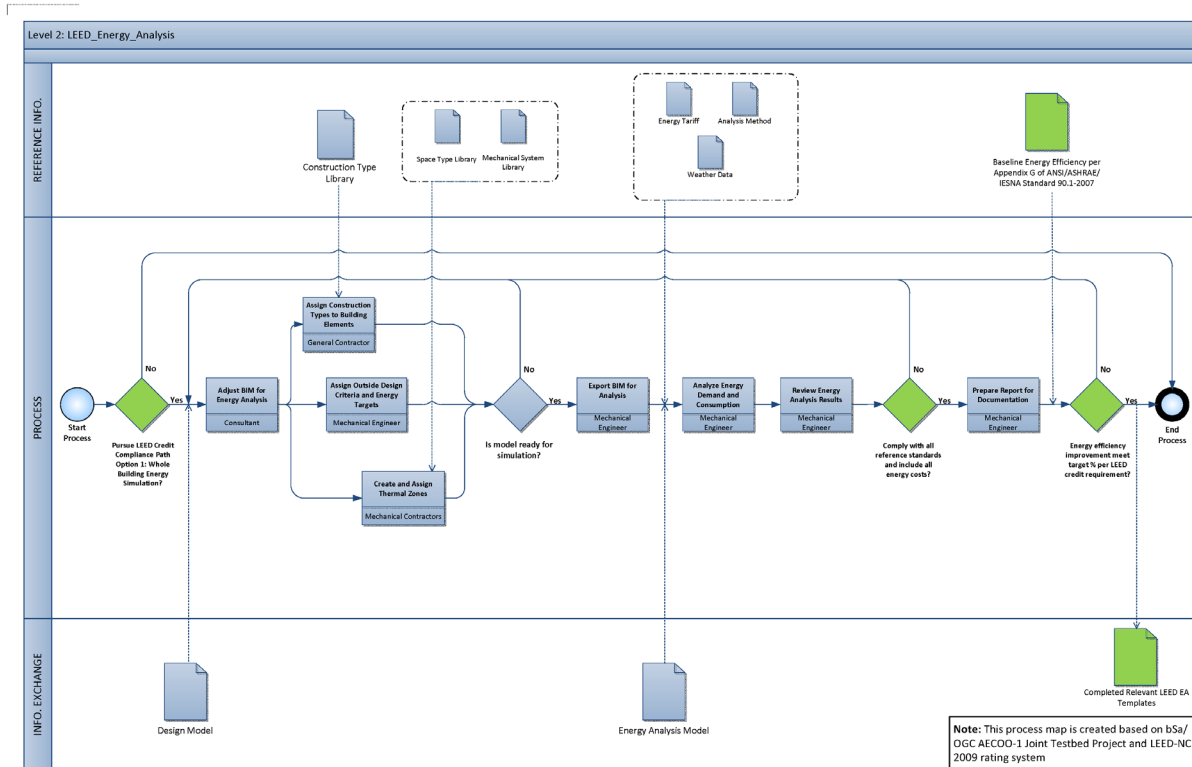 Level 2: LEED_Energy_Analysis
REFERENCE INFO.
Construction Type
Library
Space Type Library
Mechanical System
Library
Energy Tariff
Analysis Method
Weather Data
Baseline Energy Efficiency per
Appendix G of ANSI/ASHRAE/
IESNA Standard 90.1-2007
PROCESS
Start
Process
No
Yes
Pursue LEED Credit
Compliance Path
Option 1: Whole
Building Energy
Simulation?
Adjust BIM for
Energy Analysis
Consultant
Assign Construction
Types to Building
Elements
General Contractor
Assign Outside Design
Criteria and Energy
Targets
Mechanical Engineer
Create and Assign
Thermal Zones
Mechanical Contractors
No
Yes
Is model ready for
simulation?
Export BIM for
Analysis
Mechanical
Engineer
Analyze Energy
Demand and
Consumption
Mechanical
Engineer
Review Energy
Analysis Results
Mechanical
Engineer
No
Yes
Comply with all
reference standards
and include all
energy costs?
Prepare Report for
Documentation
Mechanical
Engineer
No
Yes
Energy efficiency
improvement meet
target % per LEED
credit requirement?
End
Process
INFO. EXCHANGE
Design Model
Energy Analysis Model
Completed Relevant LEED EA
Templates
Note: This process map is created based on bSa/
OGC AECOO-1 Joint Testbed Project and LEED-NC
2009 rating system